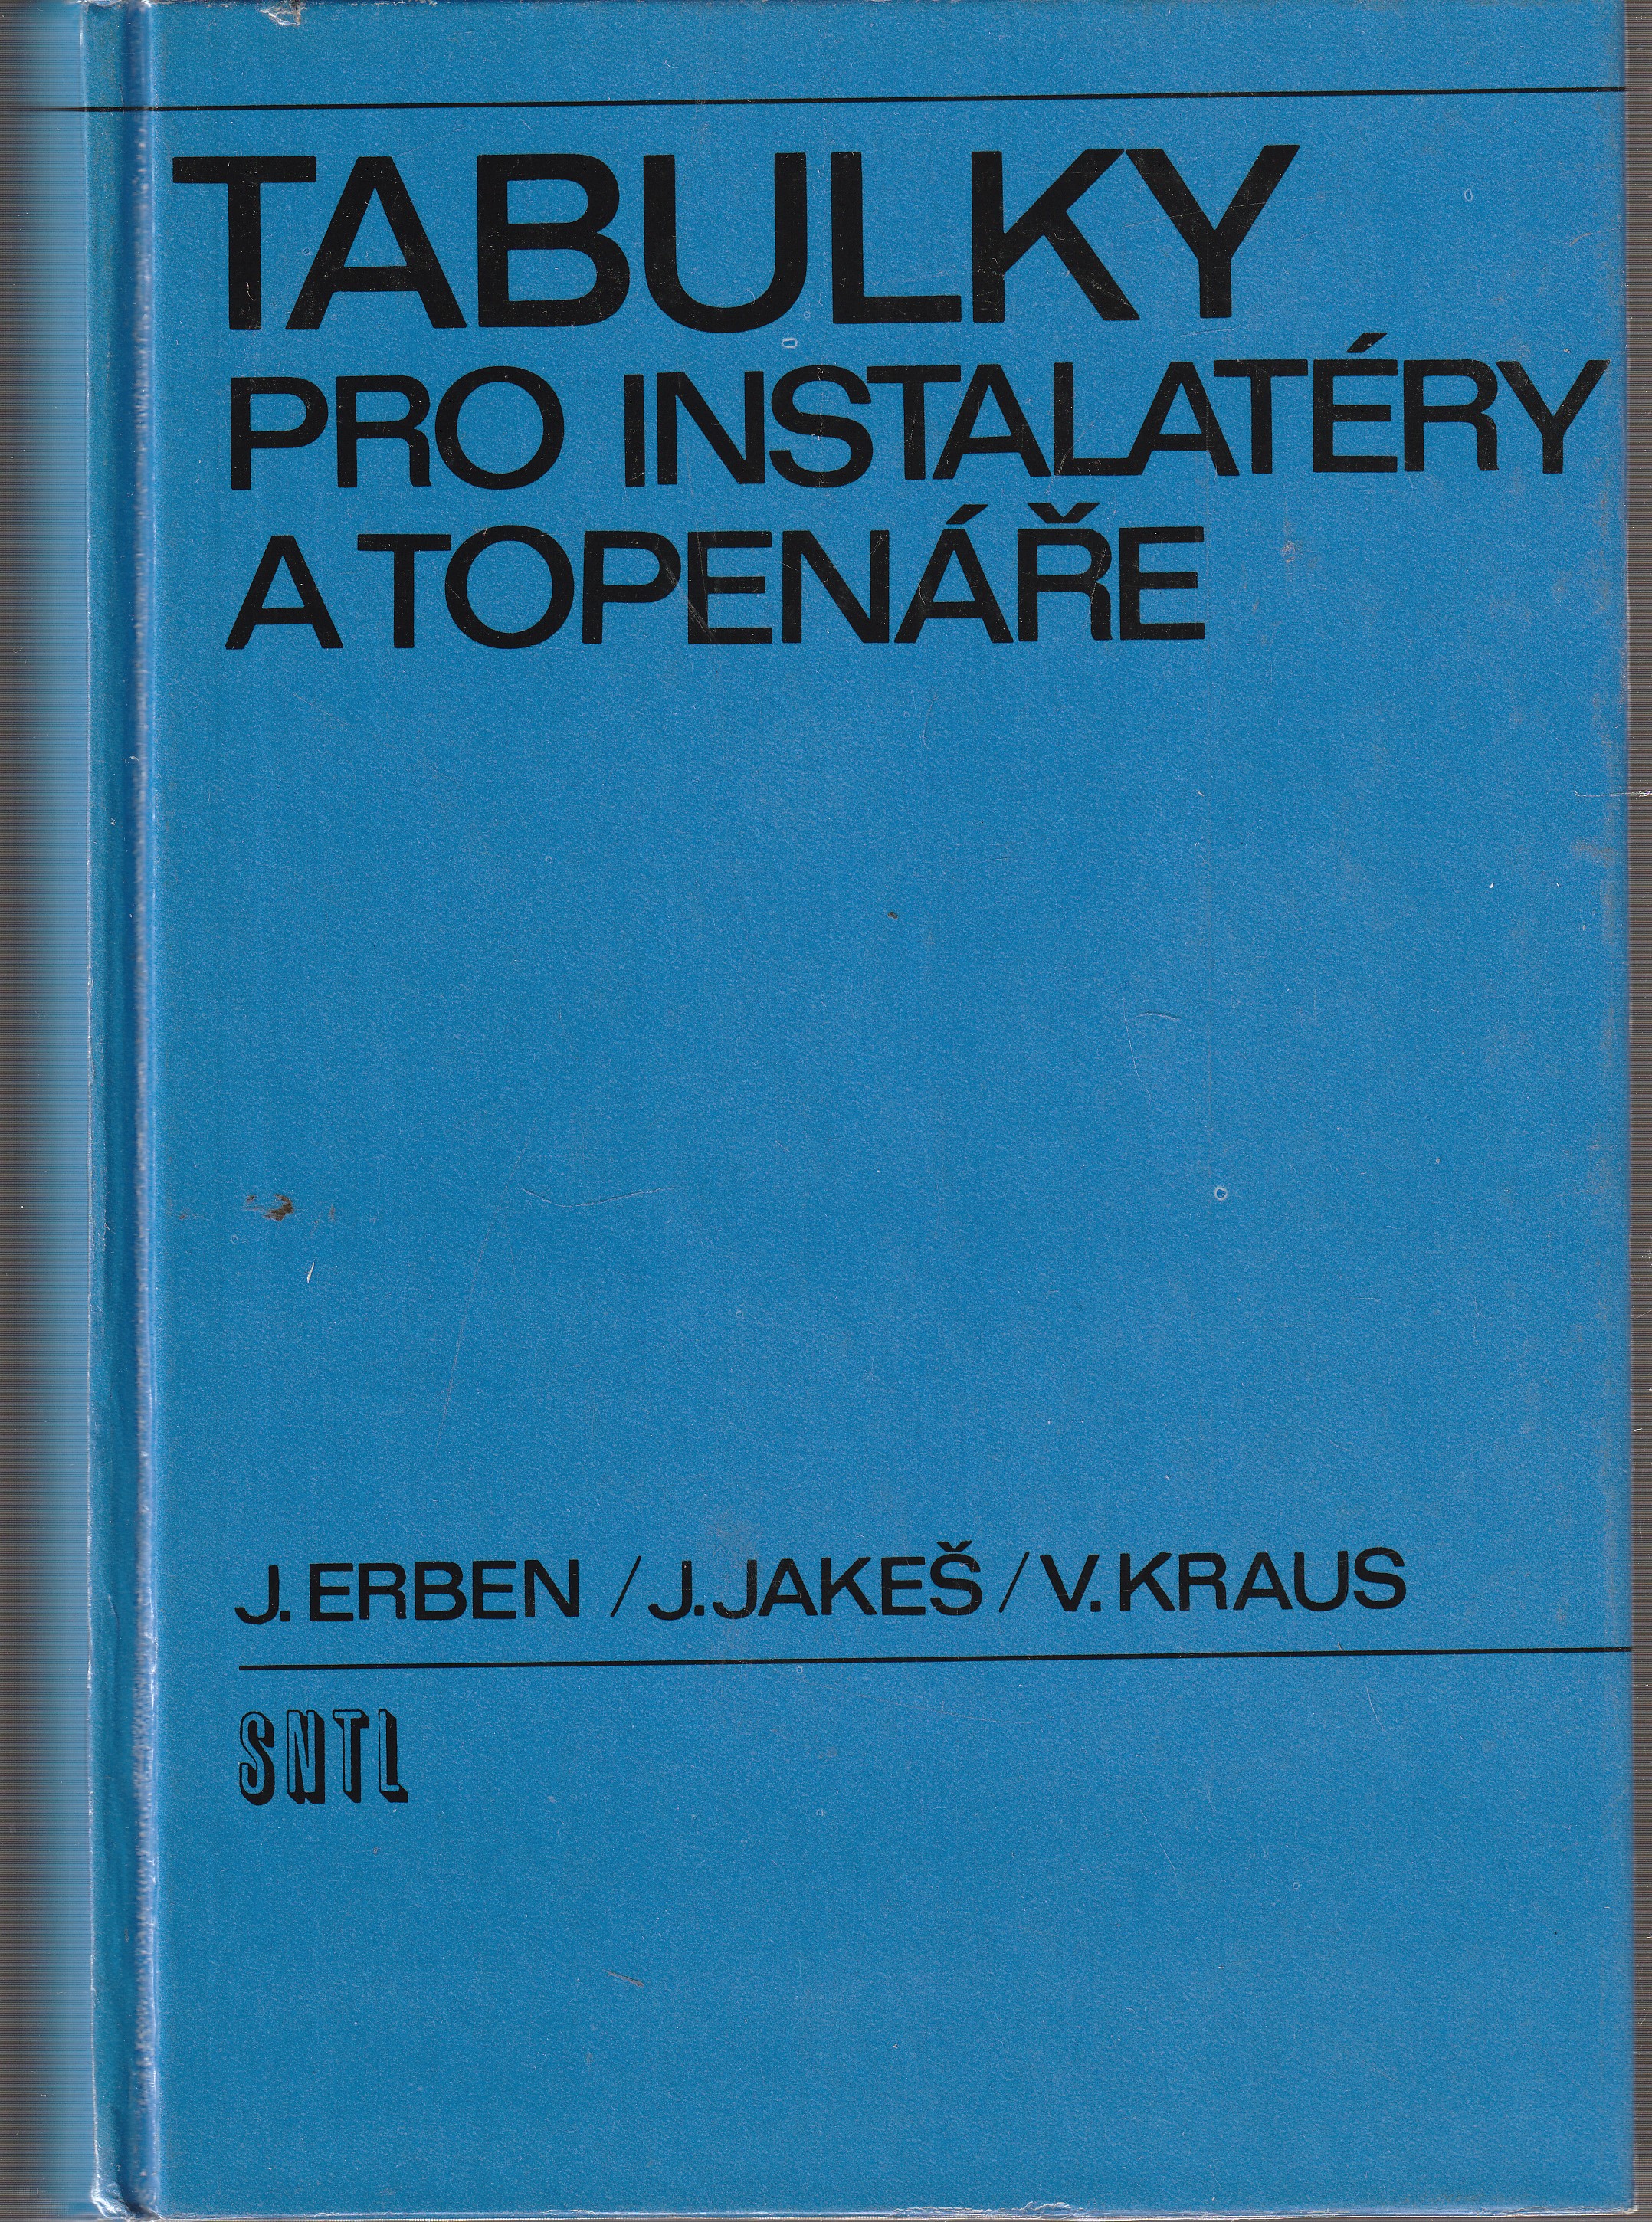 TABULKY
PRO INSTALATÉRY
A TOPENÁŘE
J. ERBEN / J. JAKEŠ / V. KRAUS
SNTL